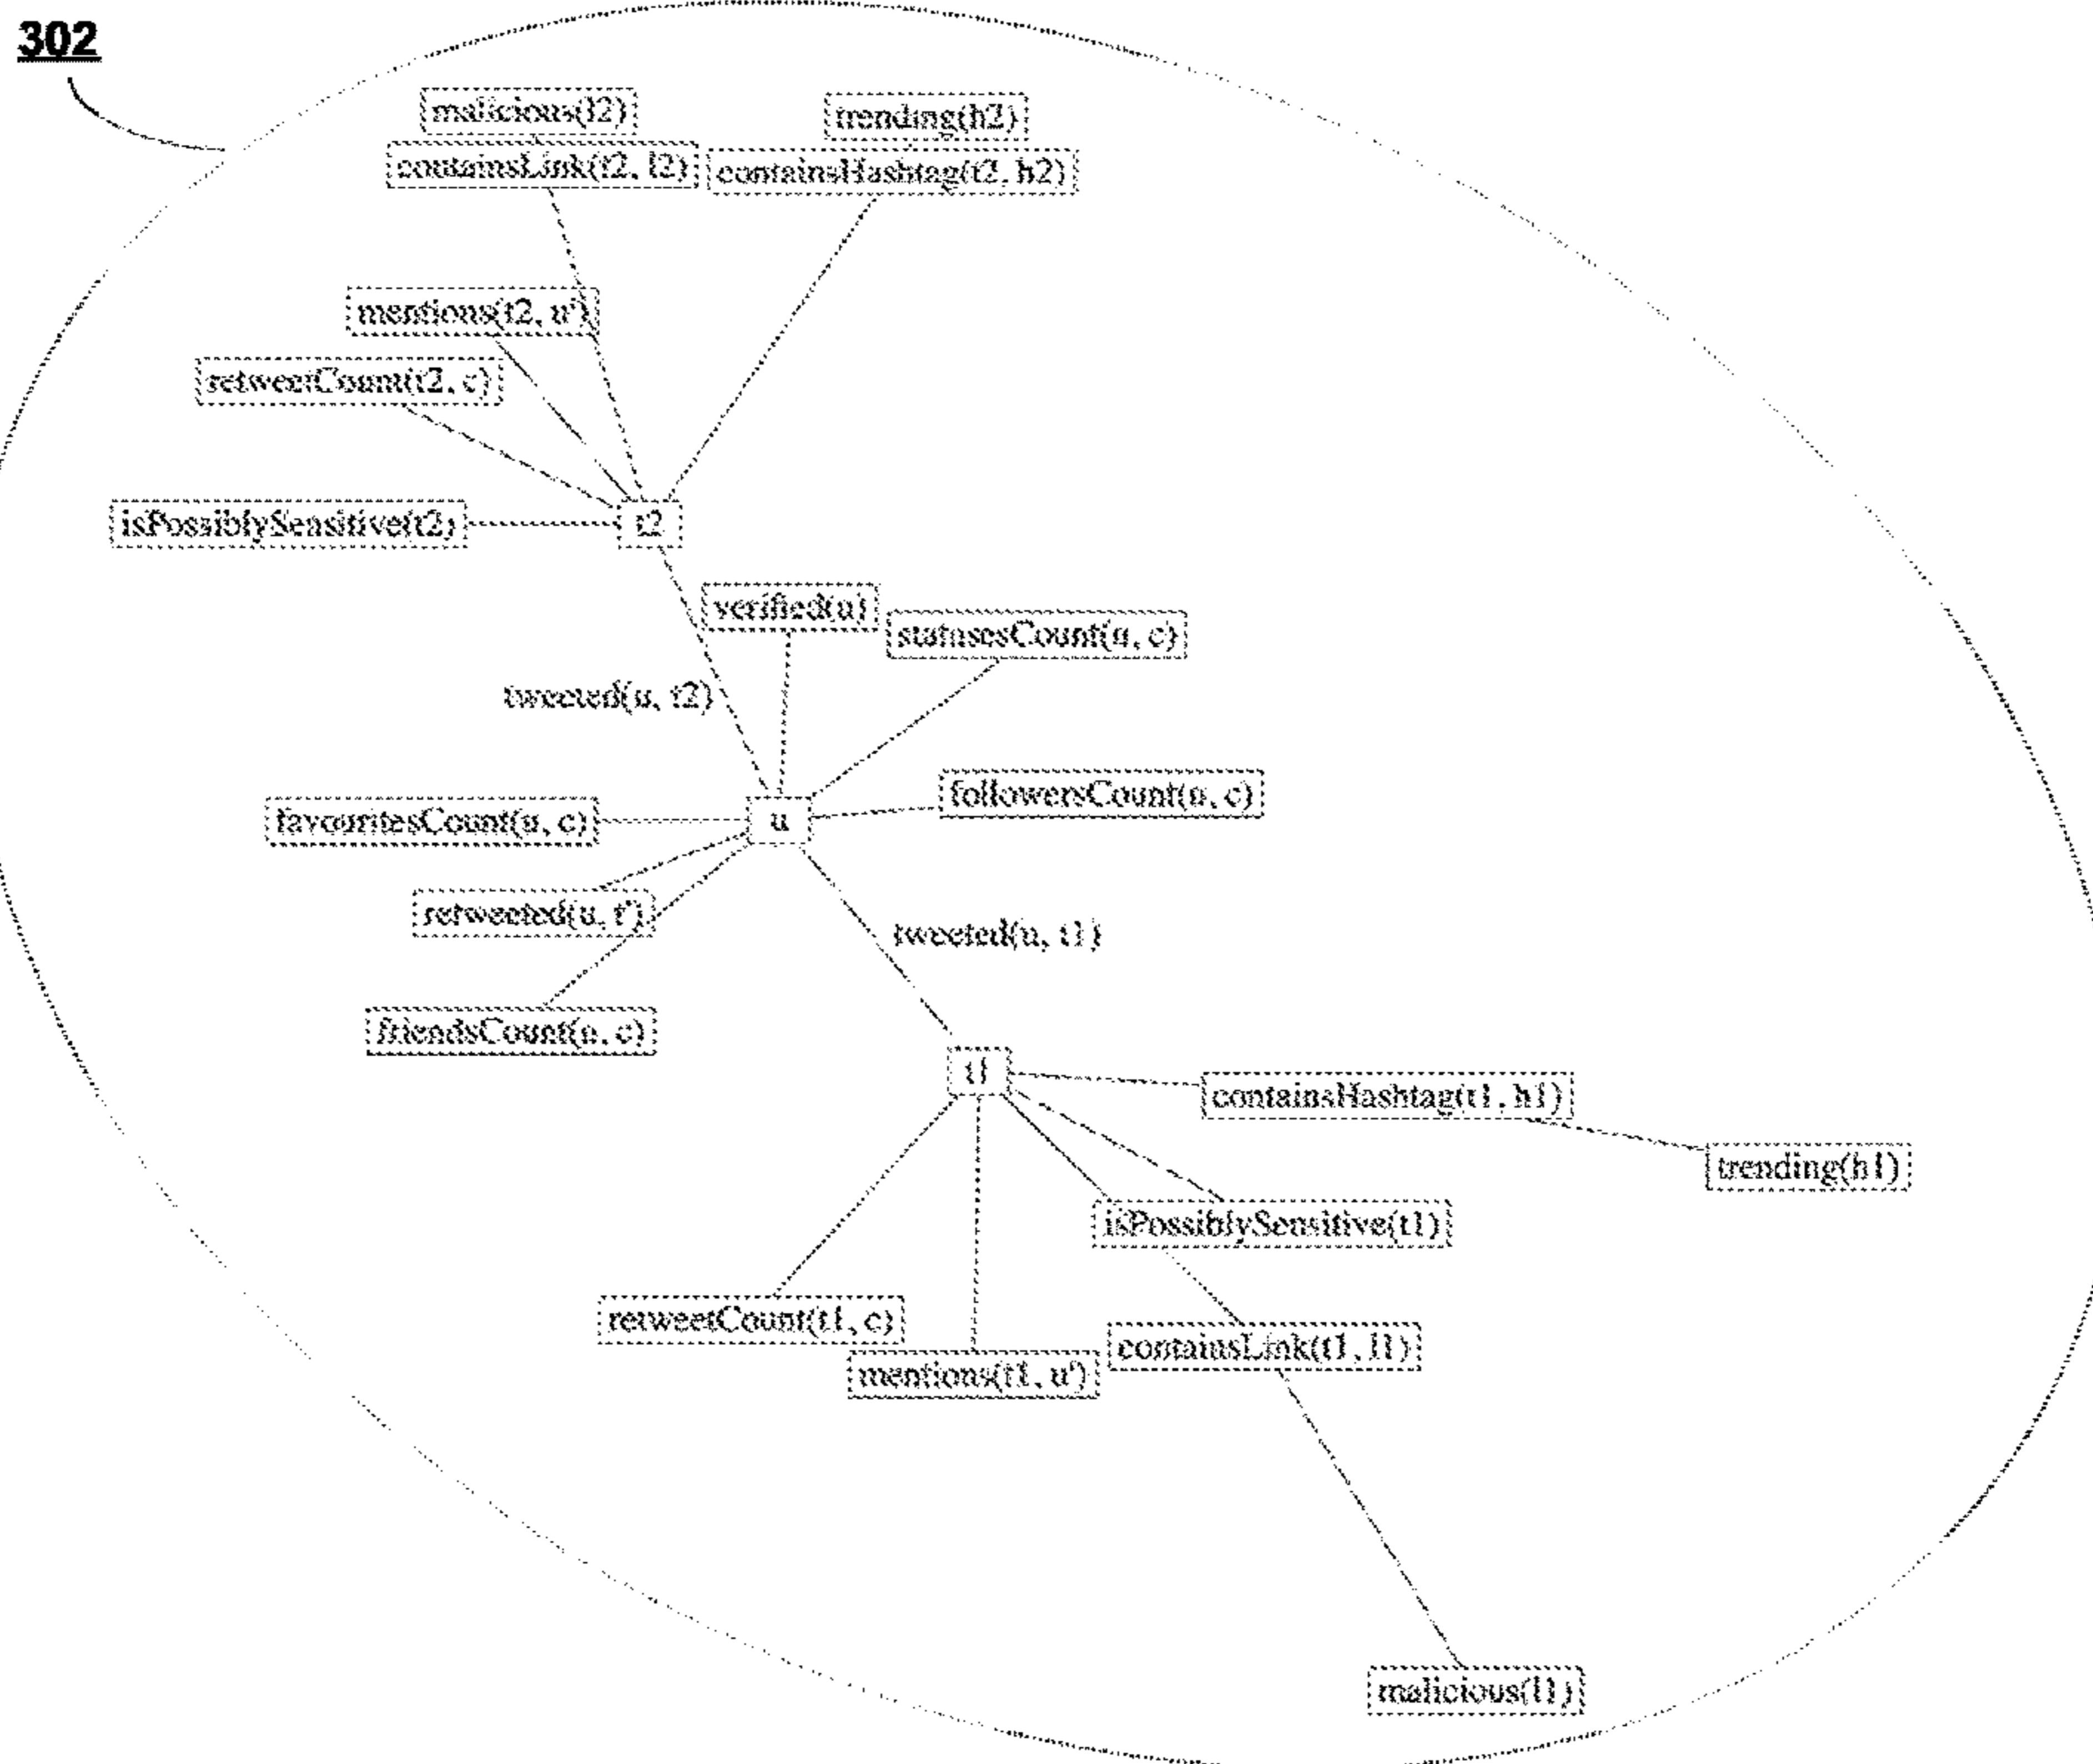 302
malicious(l2)
trending(h2)
containsLink(t2, l2)
containsHashtag(t2, h2)
mentions(t2, u')
retweetCount(t2, c)
isPossiblySensitive(t2)
t2
verified(u)
statusesCount(u, c)
tweeted(u, t2)
followersCount(u, c)
favouritesCount(u, c)
u
retweeted(u, t')
tweeted(u, t1)
friendsCount(u, c)
t1
containsHashtag(t1, h1)
trending(h1)
isPossiblySensitive(t1)
retweetCount(t1, c)
containsLink(t1, l1)
mentions(t1, u')
malicious(l1)